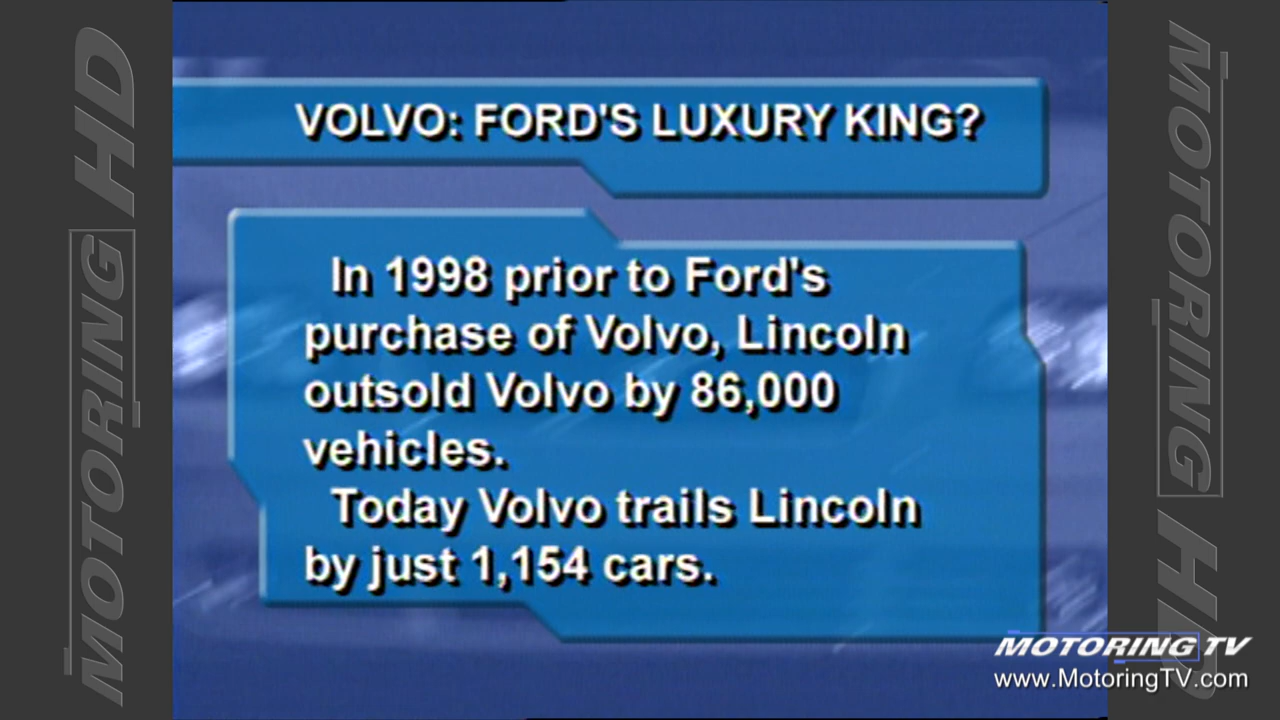 VOLVO: FORD'S LUXURY KING?
In 1998 prior to Ford's
purchase of Volvo, Lincoln
outsold Volvo by 86,000
vehicles.
Today Volvo trails Lincoln
by just 1,154 cars.
MOTORING TV
www.MotoringTV.com
MOTORING HD
MOTORING HD